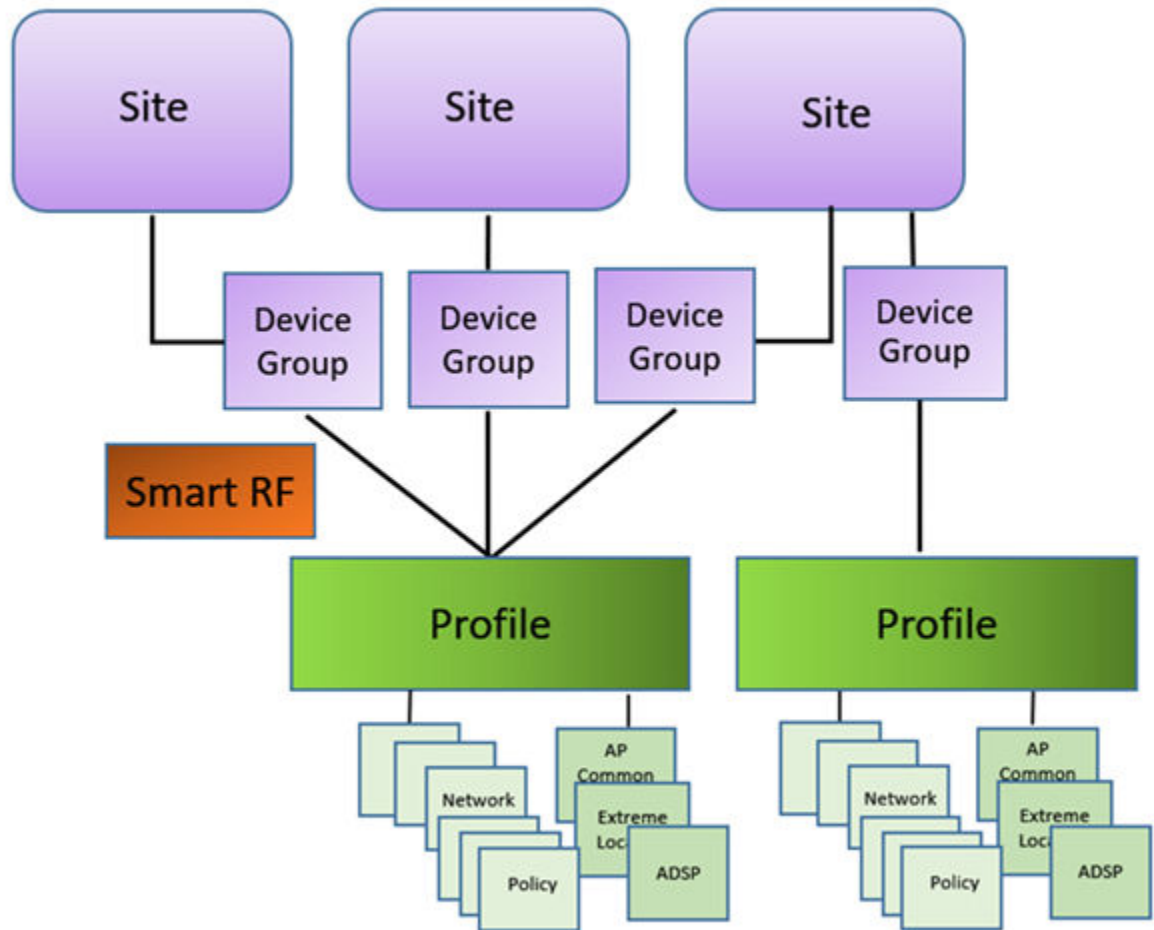 Site
Site
Site
Device
Group
Device
Group
Device
Group
Device
Group
Smart RF
Profile
Profile
Network
Policy
AP
Common
Extreme
ADSP
Network
Policy
AP
Common
Extreme
ADSP